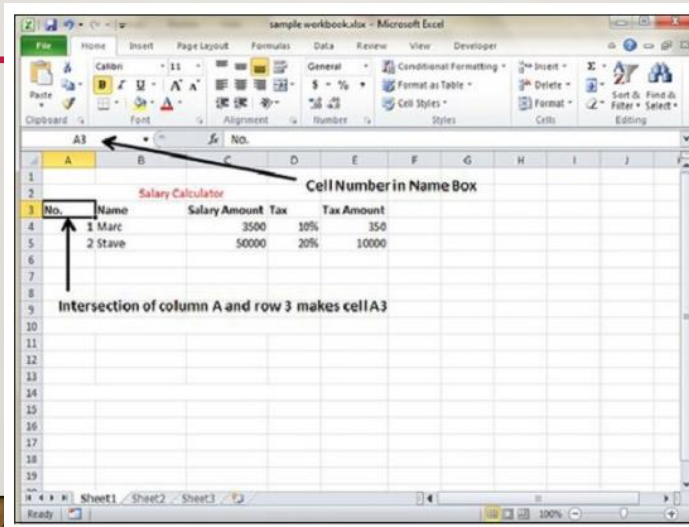 sample workbook.xlsx - Microsoft Excel
File Home Insert Page Layout Formulas Data Review View Developer
Paste
Calibri 11
B I U A A
General
$ - % ,
Conditional Formatting
Format as Table
Cell Styles
Insert
Delete
Format
Σ
Sort & Filter Find & Select
Clipboard Font Alignment Number Styles Cells Editing
A3 fx No.
A B C D E F G H I J
1
Cell Number in Name Box
2 Salary Calculator
3 No. Name Salary Amount Tax Tax Amount
4 1 Marc 3500 10% 350
5 2 Stave 50000 20% 10000
6
7
8
9
Intersection of column A and row 3 makes cell A3
10
11
12
13
14
15
16
17
18
19
Sheet1 Sheet2 Sheet3
Ready 100%